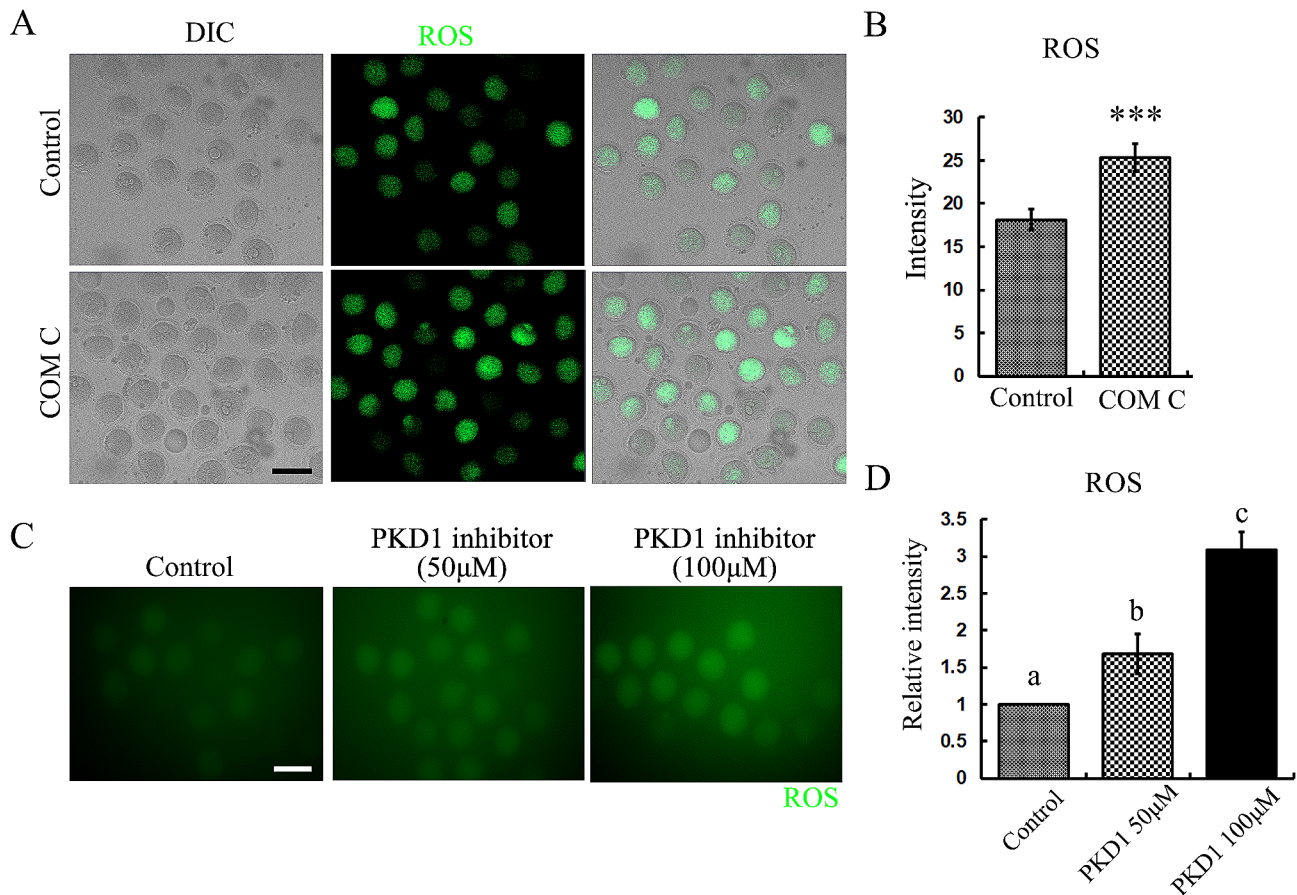 A
DIC
ROS
Control
COM C
B
ROS
Intensity
30
25
20
15
10
5
0
***
Control
COM C
C
Control
PKD1 inhibitor
(50μM)
PKD1 inhibitor
(100μM)
ROS
D
ROS
Relative intensity
3.5
3
2.5
2
1.5
1
0.5
0
a
b
c
Control
PKD1 50μM
PKD1 100μM